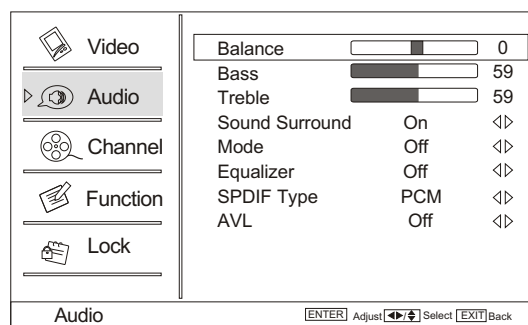 Video
Audio
Channel
Function
Lock
Balance 0
Bass 59
Treble 59
Sound Surround On
Mode Off
Equalizer Off
SPDIF Type PCM
AVL Off
Audio
ENTER Adjust ◀▶/▲▼ Select EXIT Back